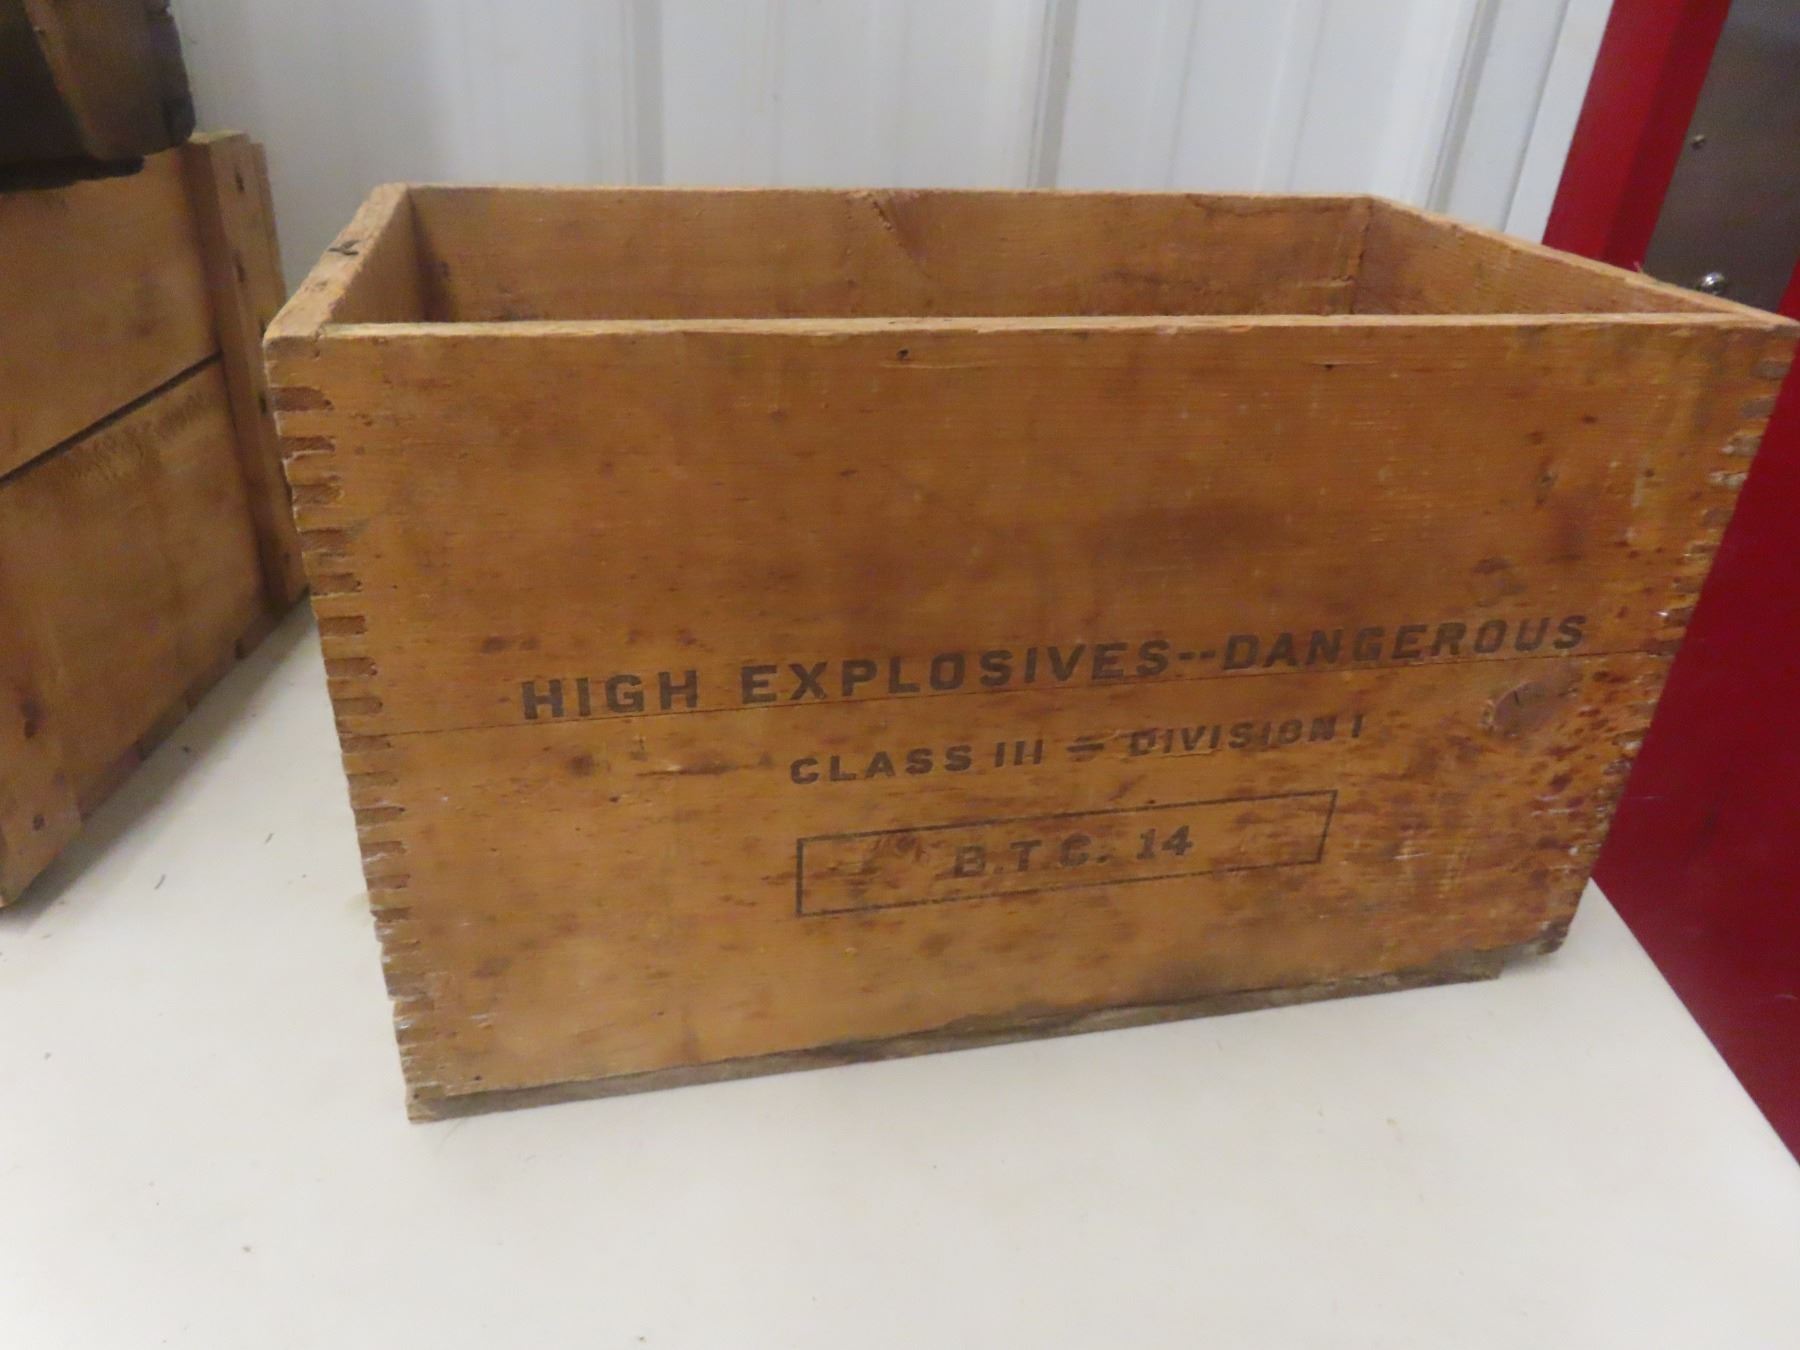 HIGH EXPLOSIVES--DANGEROUS
CLASS III = DIVISION I
B.T.C. 14